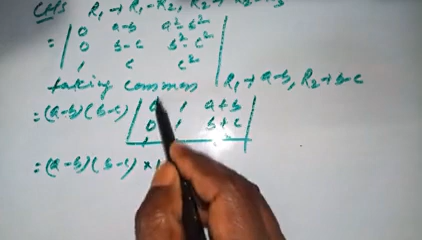 LHS R₁ → R₁ - R₂, R₂ → R₂ - R₃
= | 0 a-b a²-b² |
| 0 b-c b²-c² |
| 1 c c² |
taking common R₁ → a-b, R₂ → b-c
= (a-b)(b-c) | 0 1 a+b |
| 0 1 b+c |
= (a-b)(b-c) ×